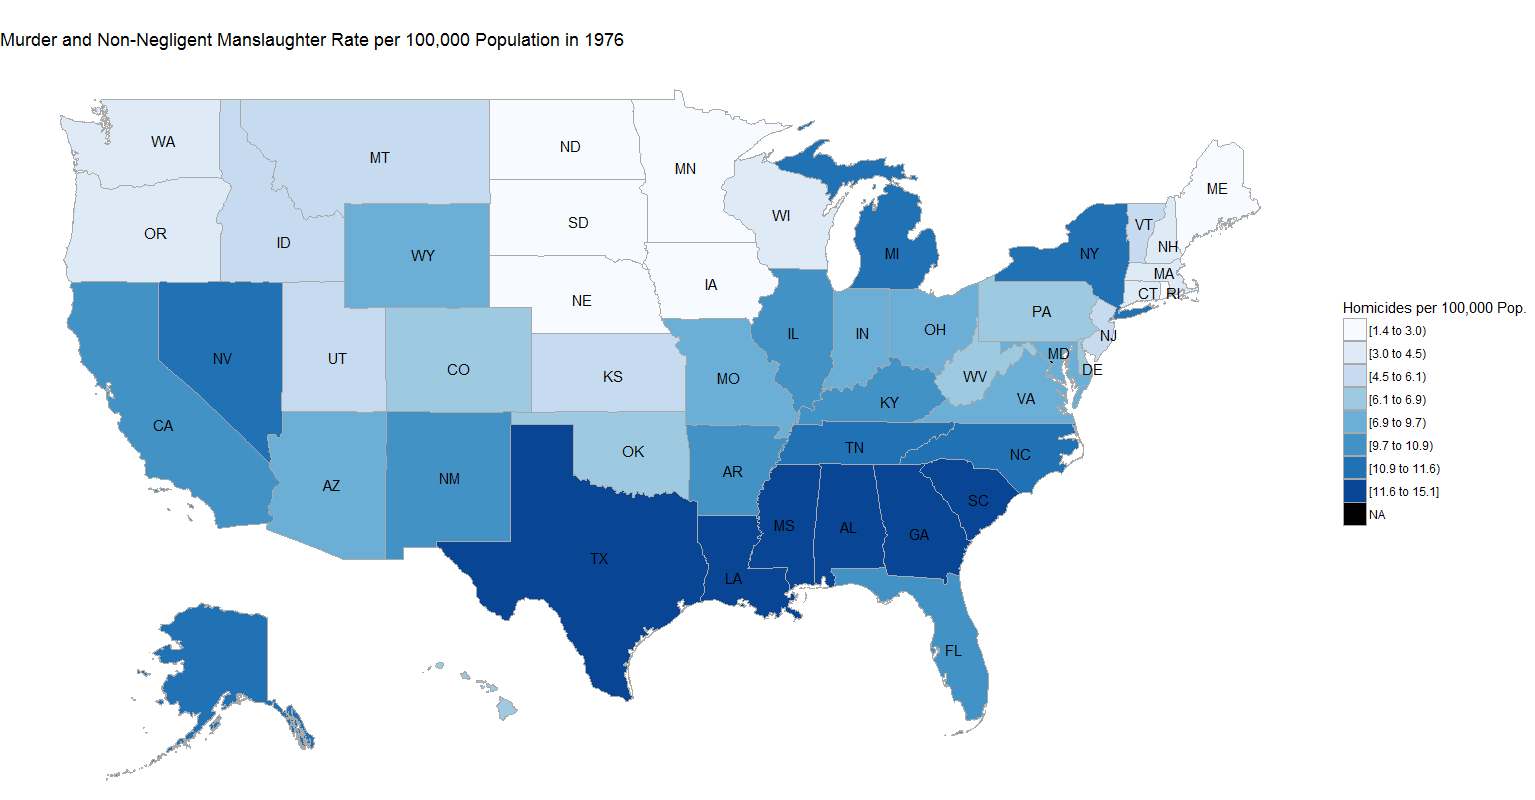 Murder and Non-Negligent Manslaughter Rate per 100,000 Population in 1976
WA
MT
ND
MN
ME
OR
ID
SD
WI
VT
NH
WY
MI
NY
MA
NE
IA
CT
RI
PA
NJ
NV
UT
CO
KS
MO
IL
IN
OH
MD
DE
WV
VA
CA
KY
AZ
NM
OK
AR
TN
NC
TX
LA
MS
AL
GA
SC
FL
Homicides per 100,000 Pop.
[1.4 to 3.0)
[3.0 to 4.5)
[4.5 to 6.1)
[6.1 to 6.9)
[6.9 to 9.7)
[9.7 to 10.9)
[10.9 to 11.6)
[11.6 to 15.1]
NA